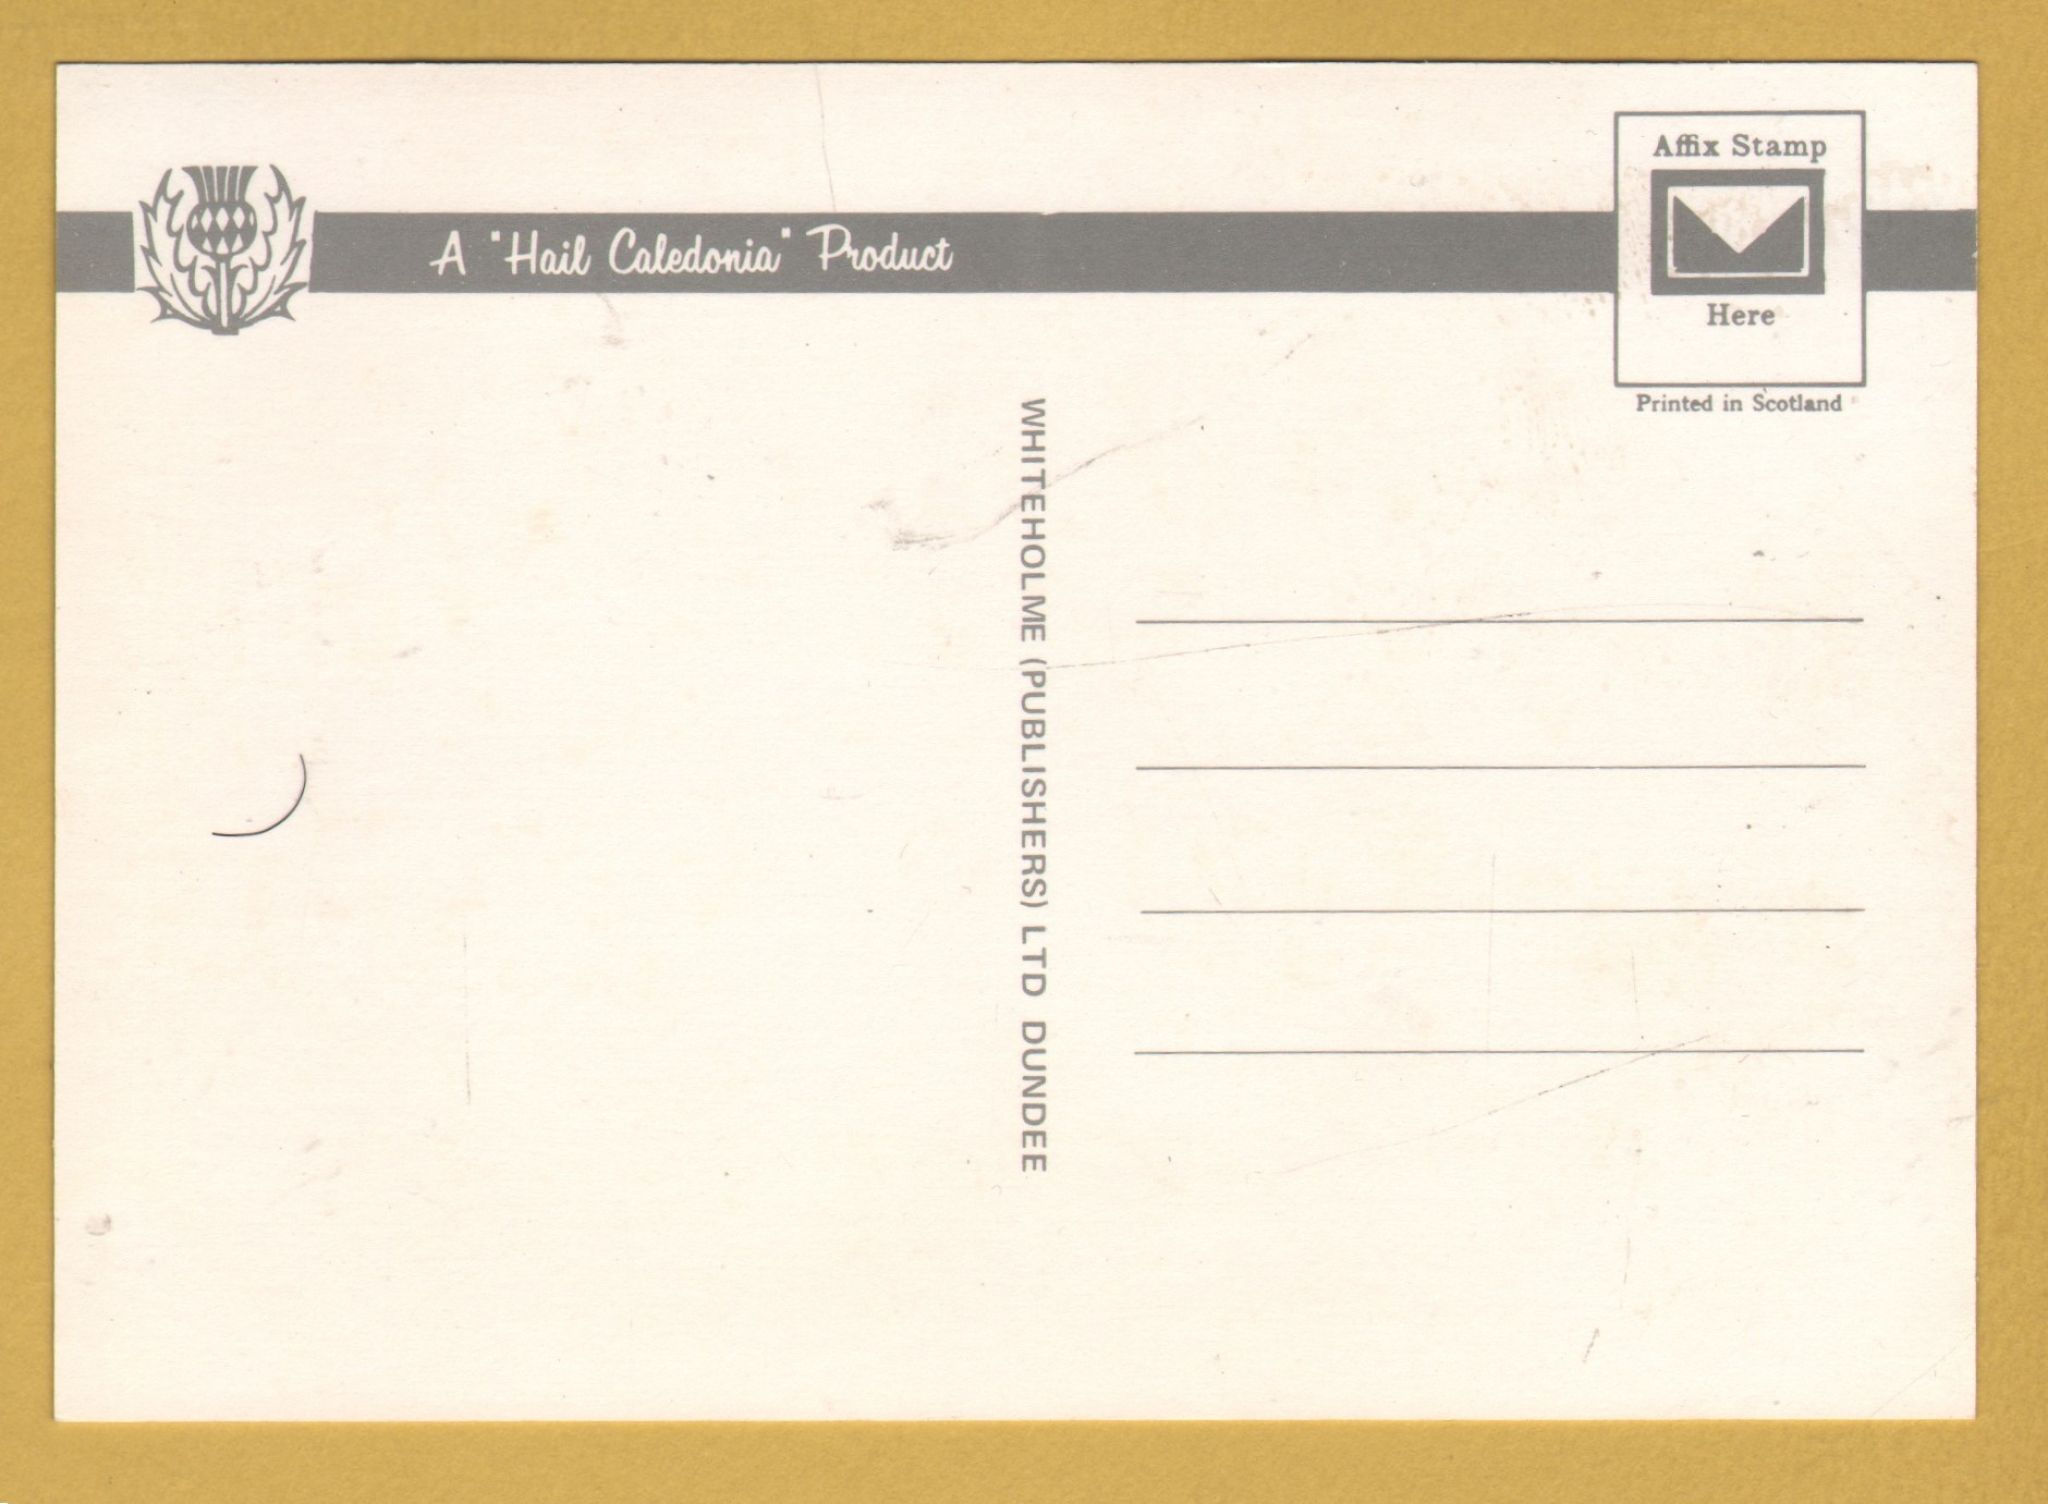 A "Hail Caledonia" Product
Affix Stamp
Here
Printed in Scotland
WHITEHOLME (PUBLISHERS) LTD DUNDEE